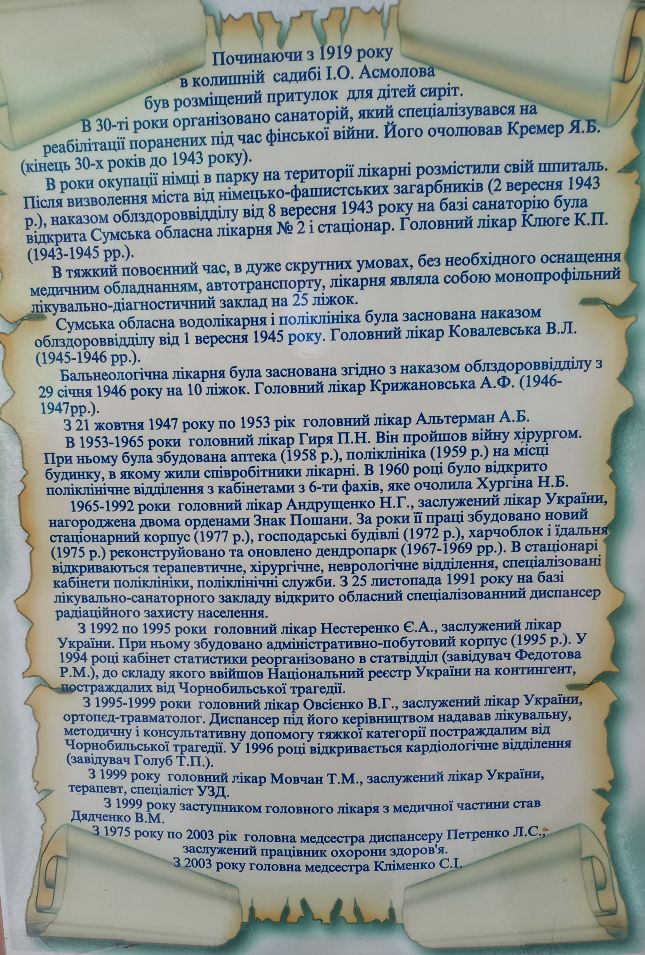 Починаючи з 1919 року
в колишній садибі І.О. Асмолова
був розміщений притулок для дітей сиріт.
В 30-ті роки організовано санаторій, який спеціалізувався на
реабілітації поранених під час фінської війни. Його очолював Кремер Я.Б.
(кінець 30-х років до 1943 року).
В роки окупації німці в парку на території лікарні розмістили свій шпиталь.
Після визволення міста від німецько-фашистських загарбників (2 вересня 1943
р.), наказом облздороввідділу від 8 вересня 1943 року на базі санаторію була
відкрита Сумська обласна лікарня № 2 і стаціонар. Головний лікар Клюге К.П.
(1943-1945 рр.).
В тяжкий повоєнний час, в дуже скрутних умовах, без необхідного оснащення
медичним обладнанням, автотранспорту, лікарня являла собою монопрофільний
лікувально-діагностичний заклад на 25 ліжок.
Сумська обласна водолікарня і поліклініка була заснована наказом
облздороввідділу від 1 вересня 1945 року. Головний лікар Ковалевська В.Л.
(1945-1946 рр.).
Бальнеологічна лікарня була заснована згідно з наказом облздороввідділу з
29 січня 1946 року на 10 ліжок. Головний лікар Крижановська А.Ф. (1946-
1947рр.).
З 21 жовтня 1947 року по 1953 рік головний лікар Альтерман А.Б.
В 1953-1965 роки головний лікар Гиря П.Н. Він пройшов війну хірургом.
При ньому була збудована аптека (1958 р.), поліклініка (1959 р.) на місці
будинку, в якому жили співробітники лікарні. В 1960 році було відкрито
поліклінічне відділення з кабінетами з 6-ти фахів, яке очолила Хургіна Н.Б.
1965-1992 роки головний лікар Андрущенко Н.Г., заслужений лікар України,
нагороджена двома орденами Знак Пошани. За роки її праці збудовано новий
стаціонарний корпус (1977 р.), господарські будівлі (1972 р.), харчоблок і їдальня
(1975 р.) реконструйовано та оновлено дендропарк (1967-1969 рр.). В стаціонарі
відкриваються терапевтичне, хірургічне, неврологічне відділення, спеціалізовані
кабінети поліклініки, поліклінічні служби. З 25 листопада 1991 року на базі
лікувально-санаторного закладу відкрито обласний спеціалізованний диспансер
радіаційного захисту населення.
З 1992 по 1995 роки головний лікар Нестеренко Є.А., заслужений лікар
України. При ньому збудовано адміністративно-побутовий корпус (1995 р.). У
1994 році кабінет статистики реорганізовано в статвідділ (завідувач Федотова
Р.М.), до складу якого ввійшов Національний реєстр України на контингент,
постраждалих від Чорнобильської трагедії.
З 1995-1999 роки головний лікар Овсієнко В.Г., заслужений лікар України,
ортопєд-травматолог. Диспансер під його керівництвом надавав лікувальну,
методичну і консультативну допомогу тяжкої категорії постраждалим від
Чорнобильської трагедії. У 1996 році відкривається кардіологічне відділення
(завідувач Голуб Т.П.).
З 1999 року головний лікар Мовчан Т.М., заслужений лікар України,
терапевт, спеціаліст УЗД.
З 1999 року заступником головного лікаря з медичної частини став
Дядченко В.М.
З 1975 року по 2003 рік головна медсестра диспансеру Петренко Л.С.,
заслужений працівник охорони здоров'я.
З 2003 року головна медсестра Кліменко С.І.